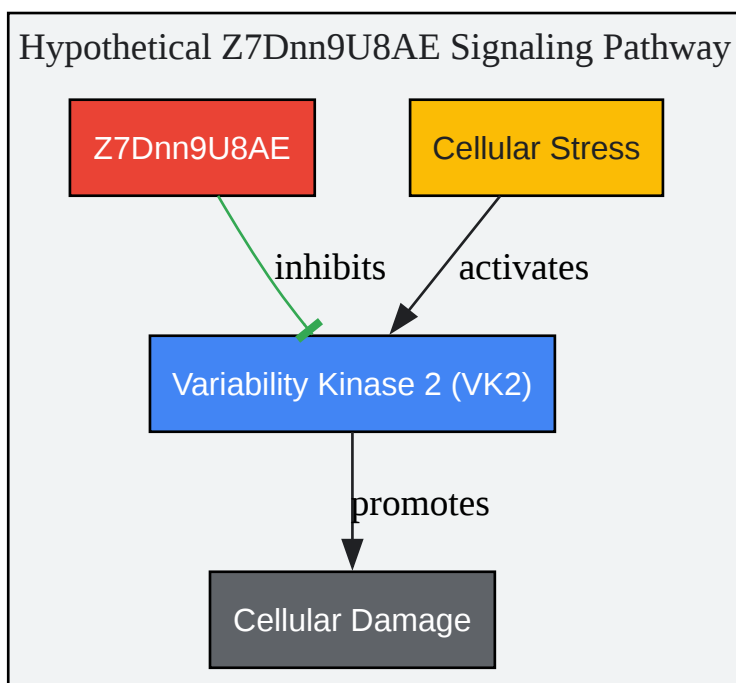 Hypothetical Z7Dnn9U8AE Signaling Pathway
Z7Dnn9U8AE
Cellular Stress
inhibits
activates
Variability Kinase 2 (VK2)
promotes
Cellular Damage